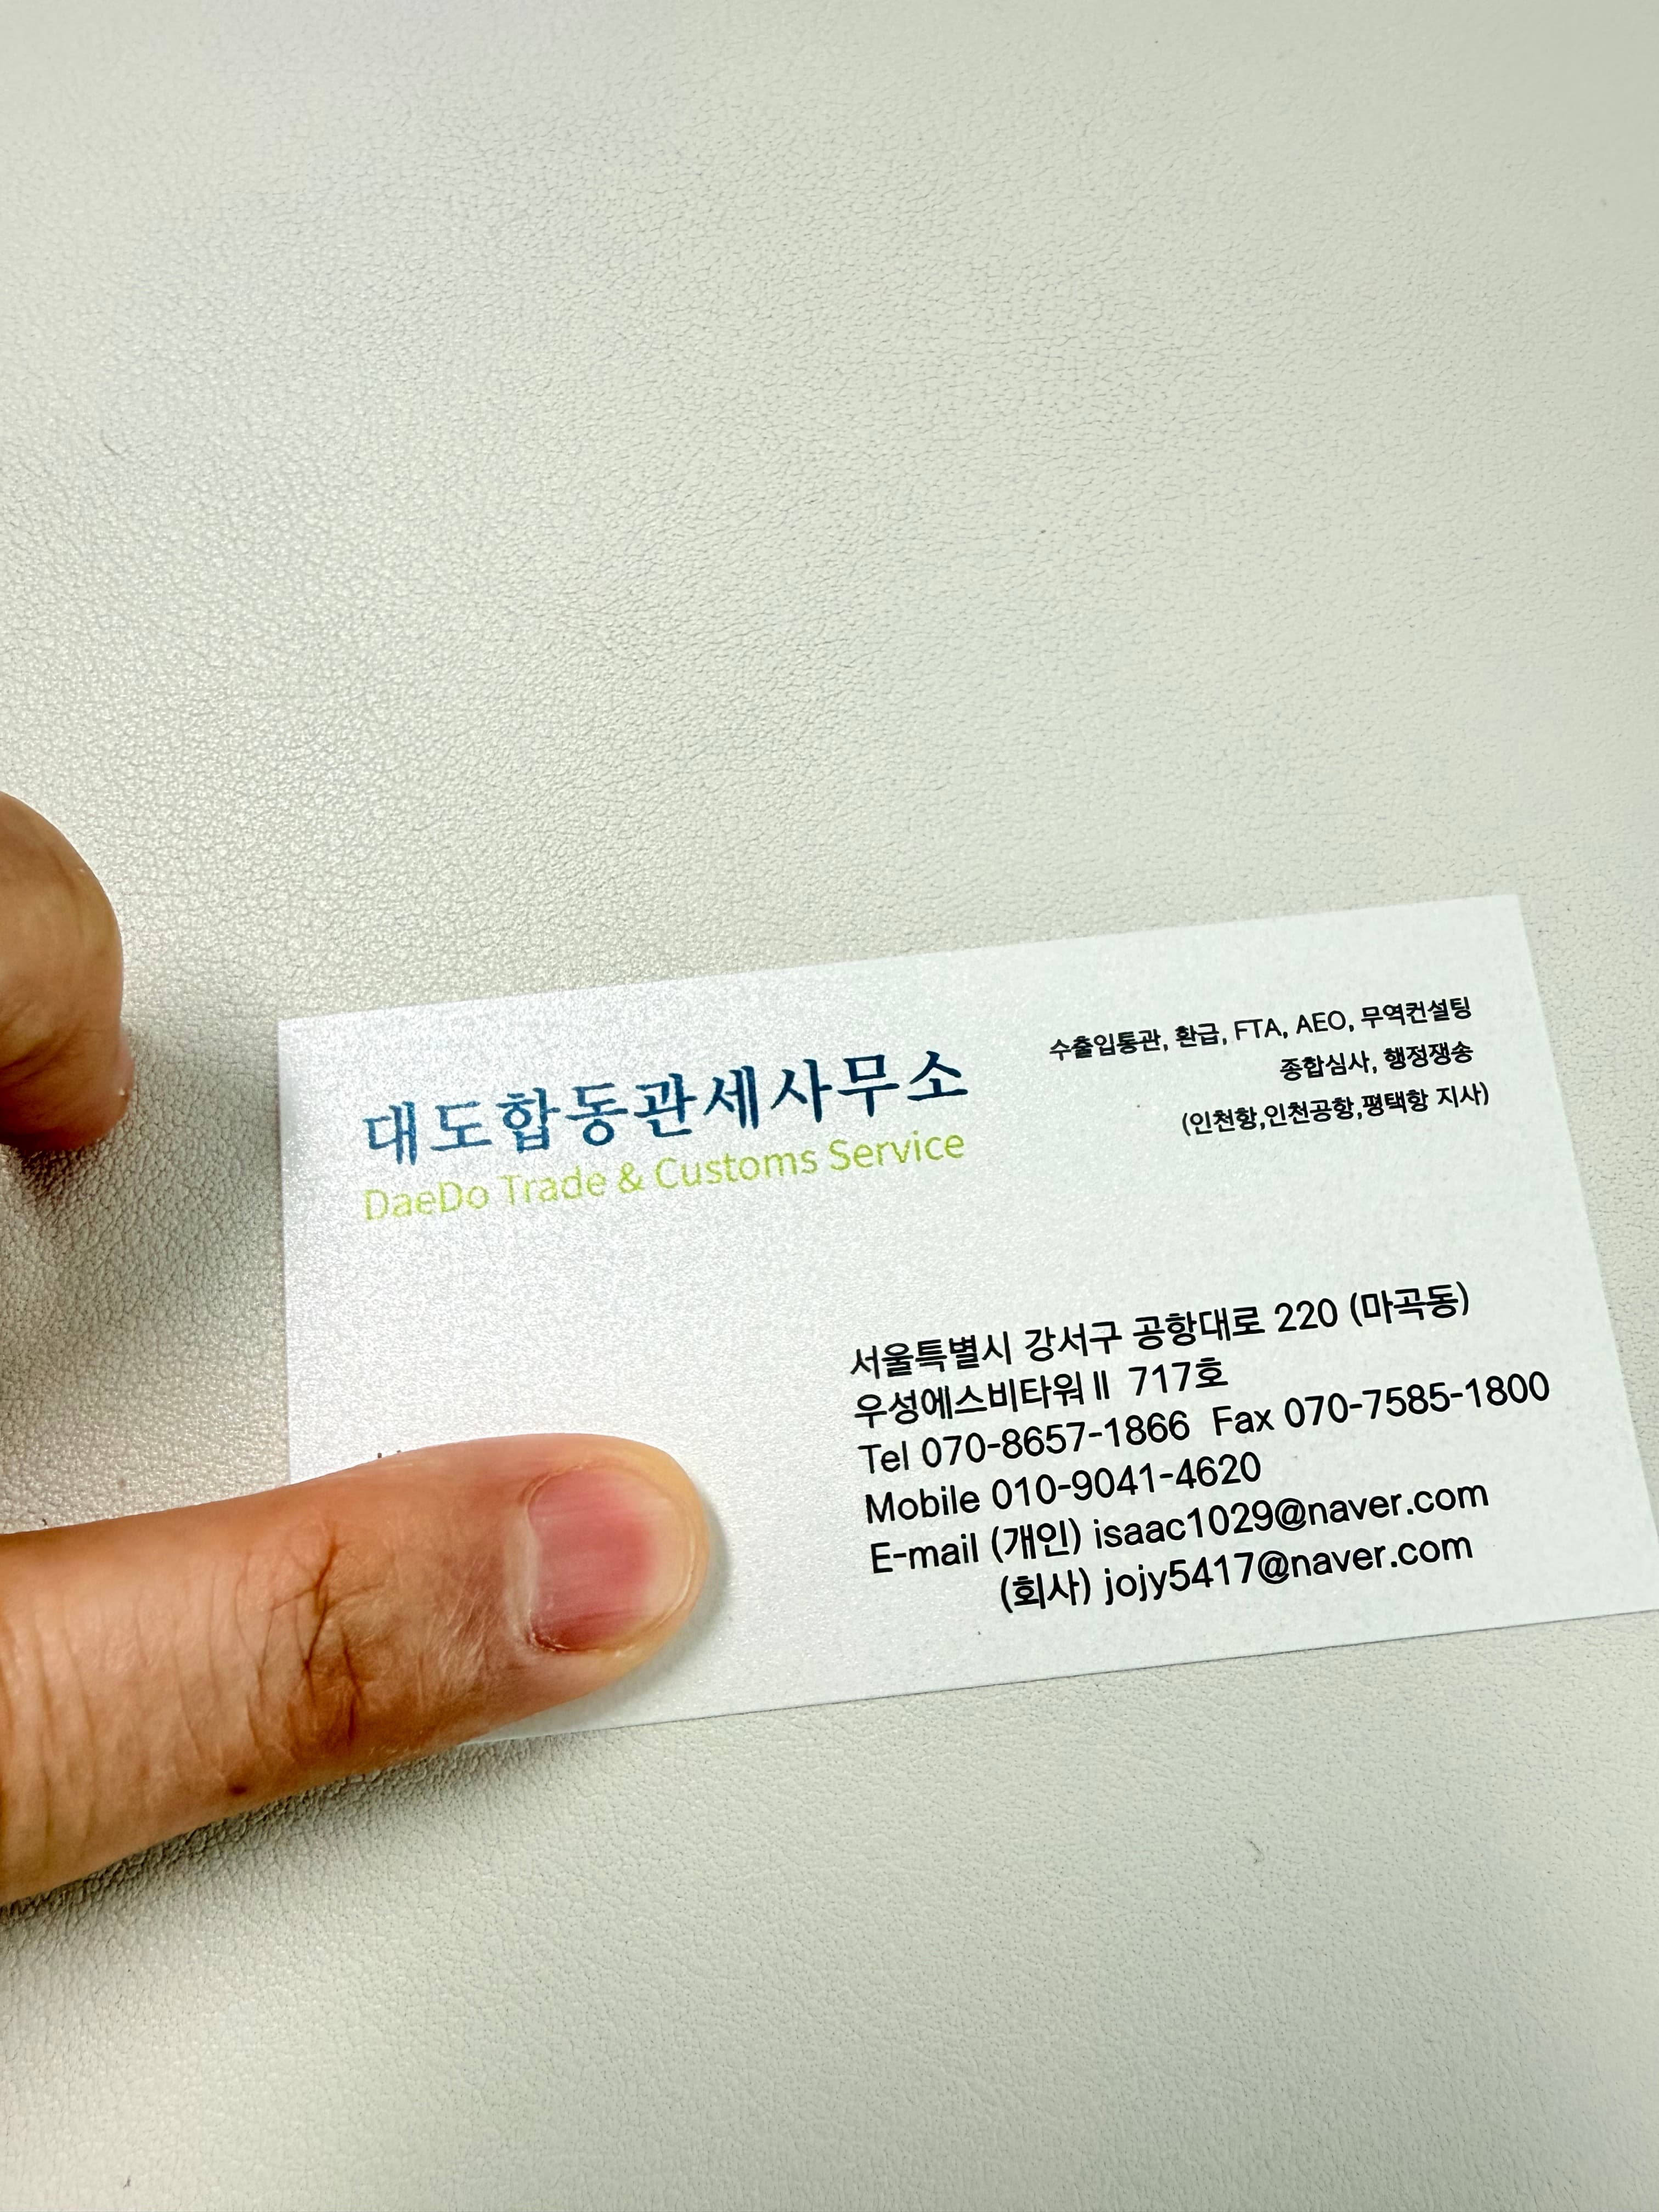 대도합동관세사무소
DaeDo Trade & Customs Service
수출입통관, 환급, FTA, AEO, 무역컨설팅
종합심사, 행정쟁송
(인천항,인천공항,평택항 지사)
서울특별시 강서구 공항대로 220 (마곡동)
우성에스비타워Ⅱ 717호
Tel 070-8657-1866 Fax 070-7585-1800
Mobile 010-9041-4620
E-mail (개인) isaac1029@naver.com
(회사) jojy5417@naver.com